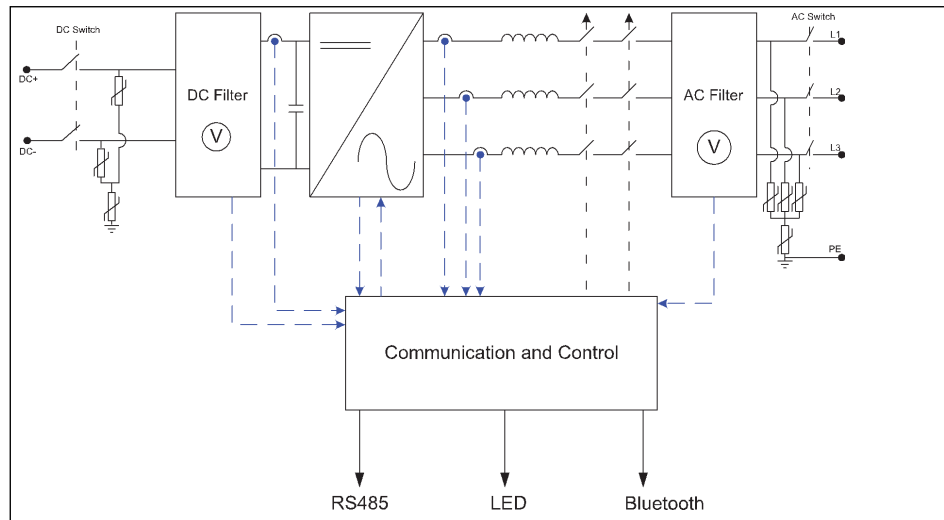 DC Switch
AC Switch
L1
DC+
DC Filter
AC Filter
L2
V
V
DC-
L3
PE
Communication and Control
RS485
LED
Bluetooth